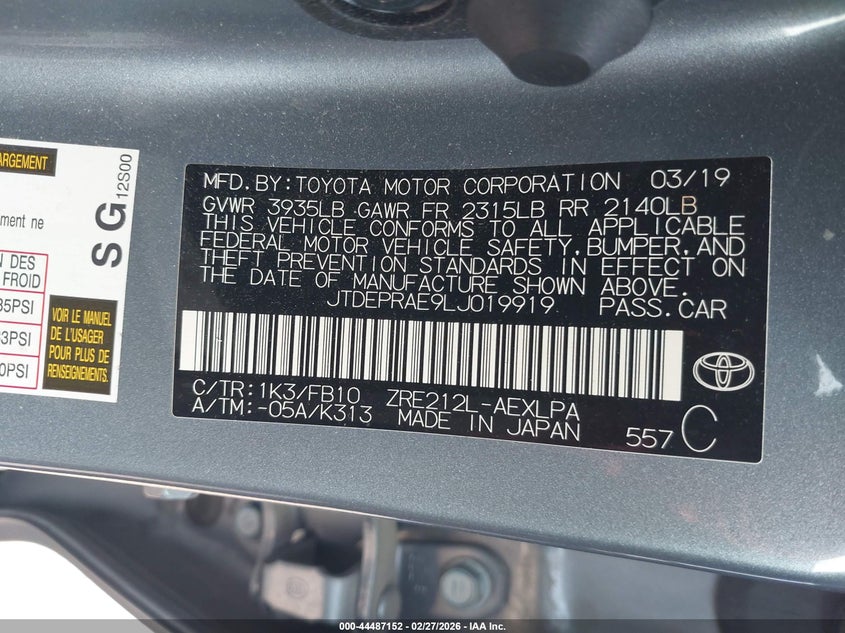 ARGEMENT
12S00
SG
ment ne
N DES
FROID
35PSI
3PSI
0PSI
VOIR LE MANUEL
DE L'USAGER
POUR PLUS DE
RENSEIGNEMENTS.
MFD.BY:TOYOTA MOTOR CORPORATION 03/19
GVWR 3935LB GAWR FR 2315LB RR 2140LB
THIS VEHICLE CONFORMS TO ALL APPLICABLE
FEDERAL MOTOR VEHICLE SAFETY,BUMPER,AND
THEFT PREVENTION STANDARDS IN EFFECT ON
THE DATE OF MANUFACTURE SHOWN ABOVE.
JTDEPRAE9LJ019919 PASS.CAR
C/TR:1K3/FB10 ZRE212L-AEXLPA
A/TM:-05A/K313 MADE IN JAPAN 557 C
000-44487152 — 02/27/2026 — IAA Inc.